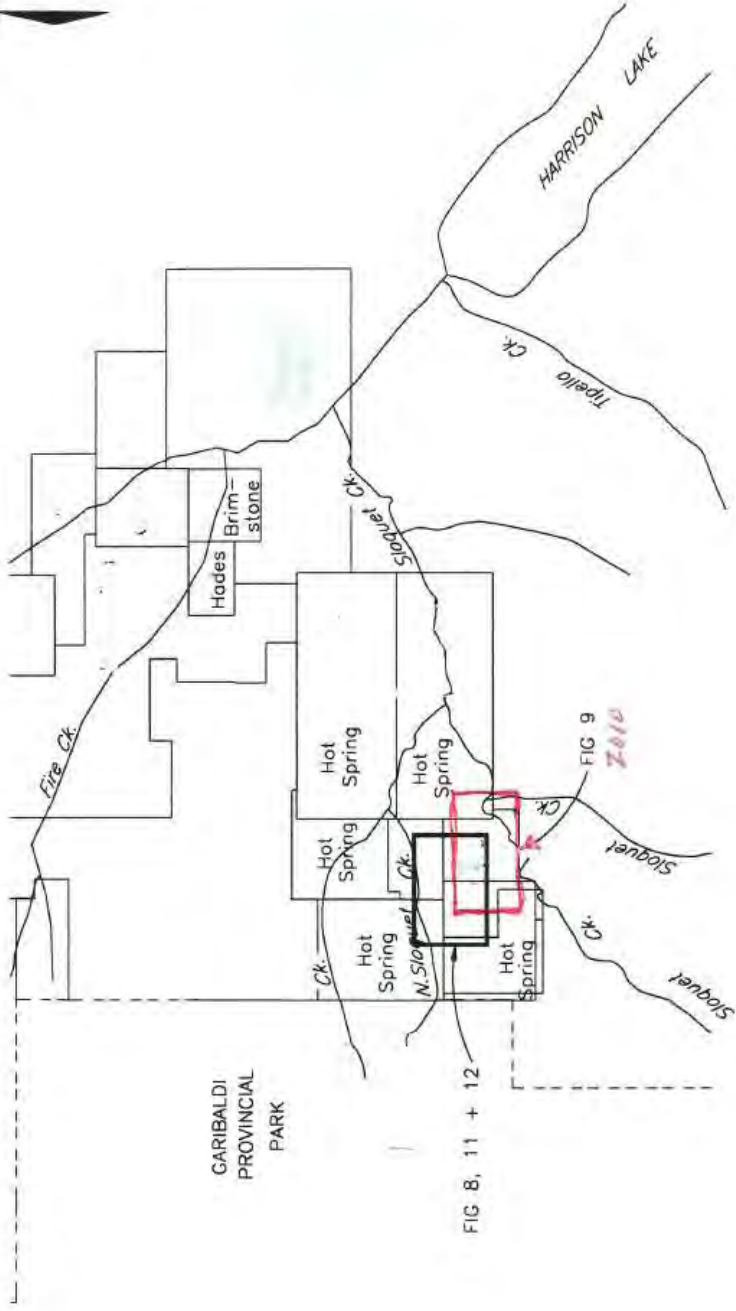 HARRISON LAKE
Tipella
Ck.
Sloquet Ck.
Brim-
stone
Hades
Fire Ck.
Hot
Spring
Hot
Spring
Hot
Spring
Hot
Spring
Hot
Spring
Ck.
N. Sloquet Ck.
Ck.
Sloquet
Ck.
Sloquet
FIG 9
2010
GARIBALDI
PROVINCIAL
PARK
FIG 8, 11 + 12